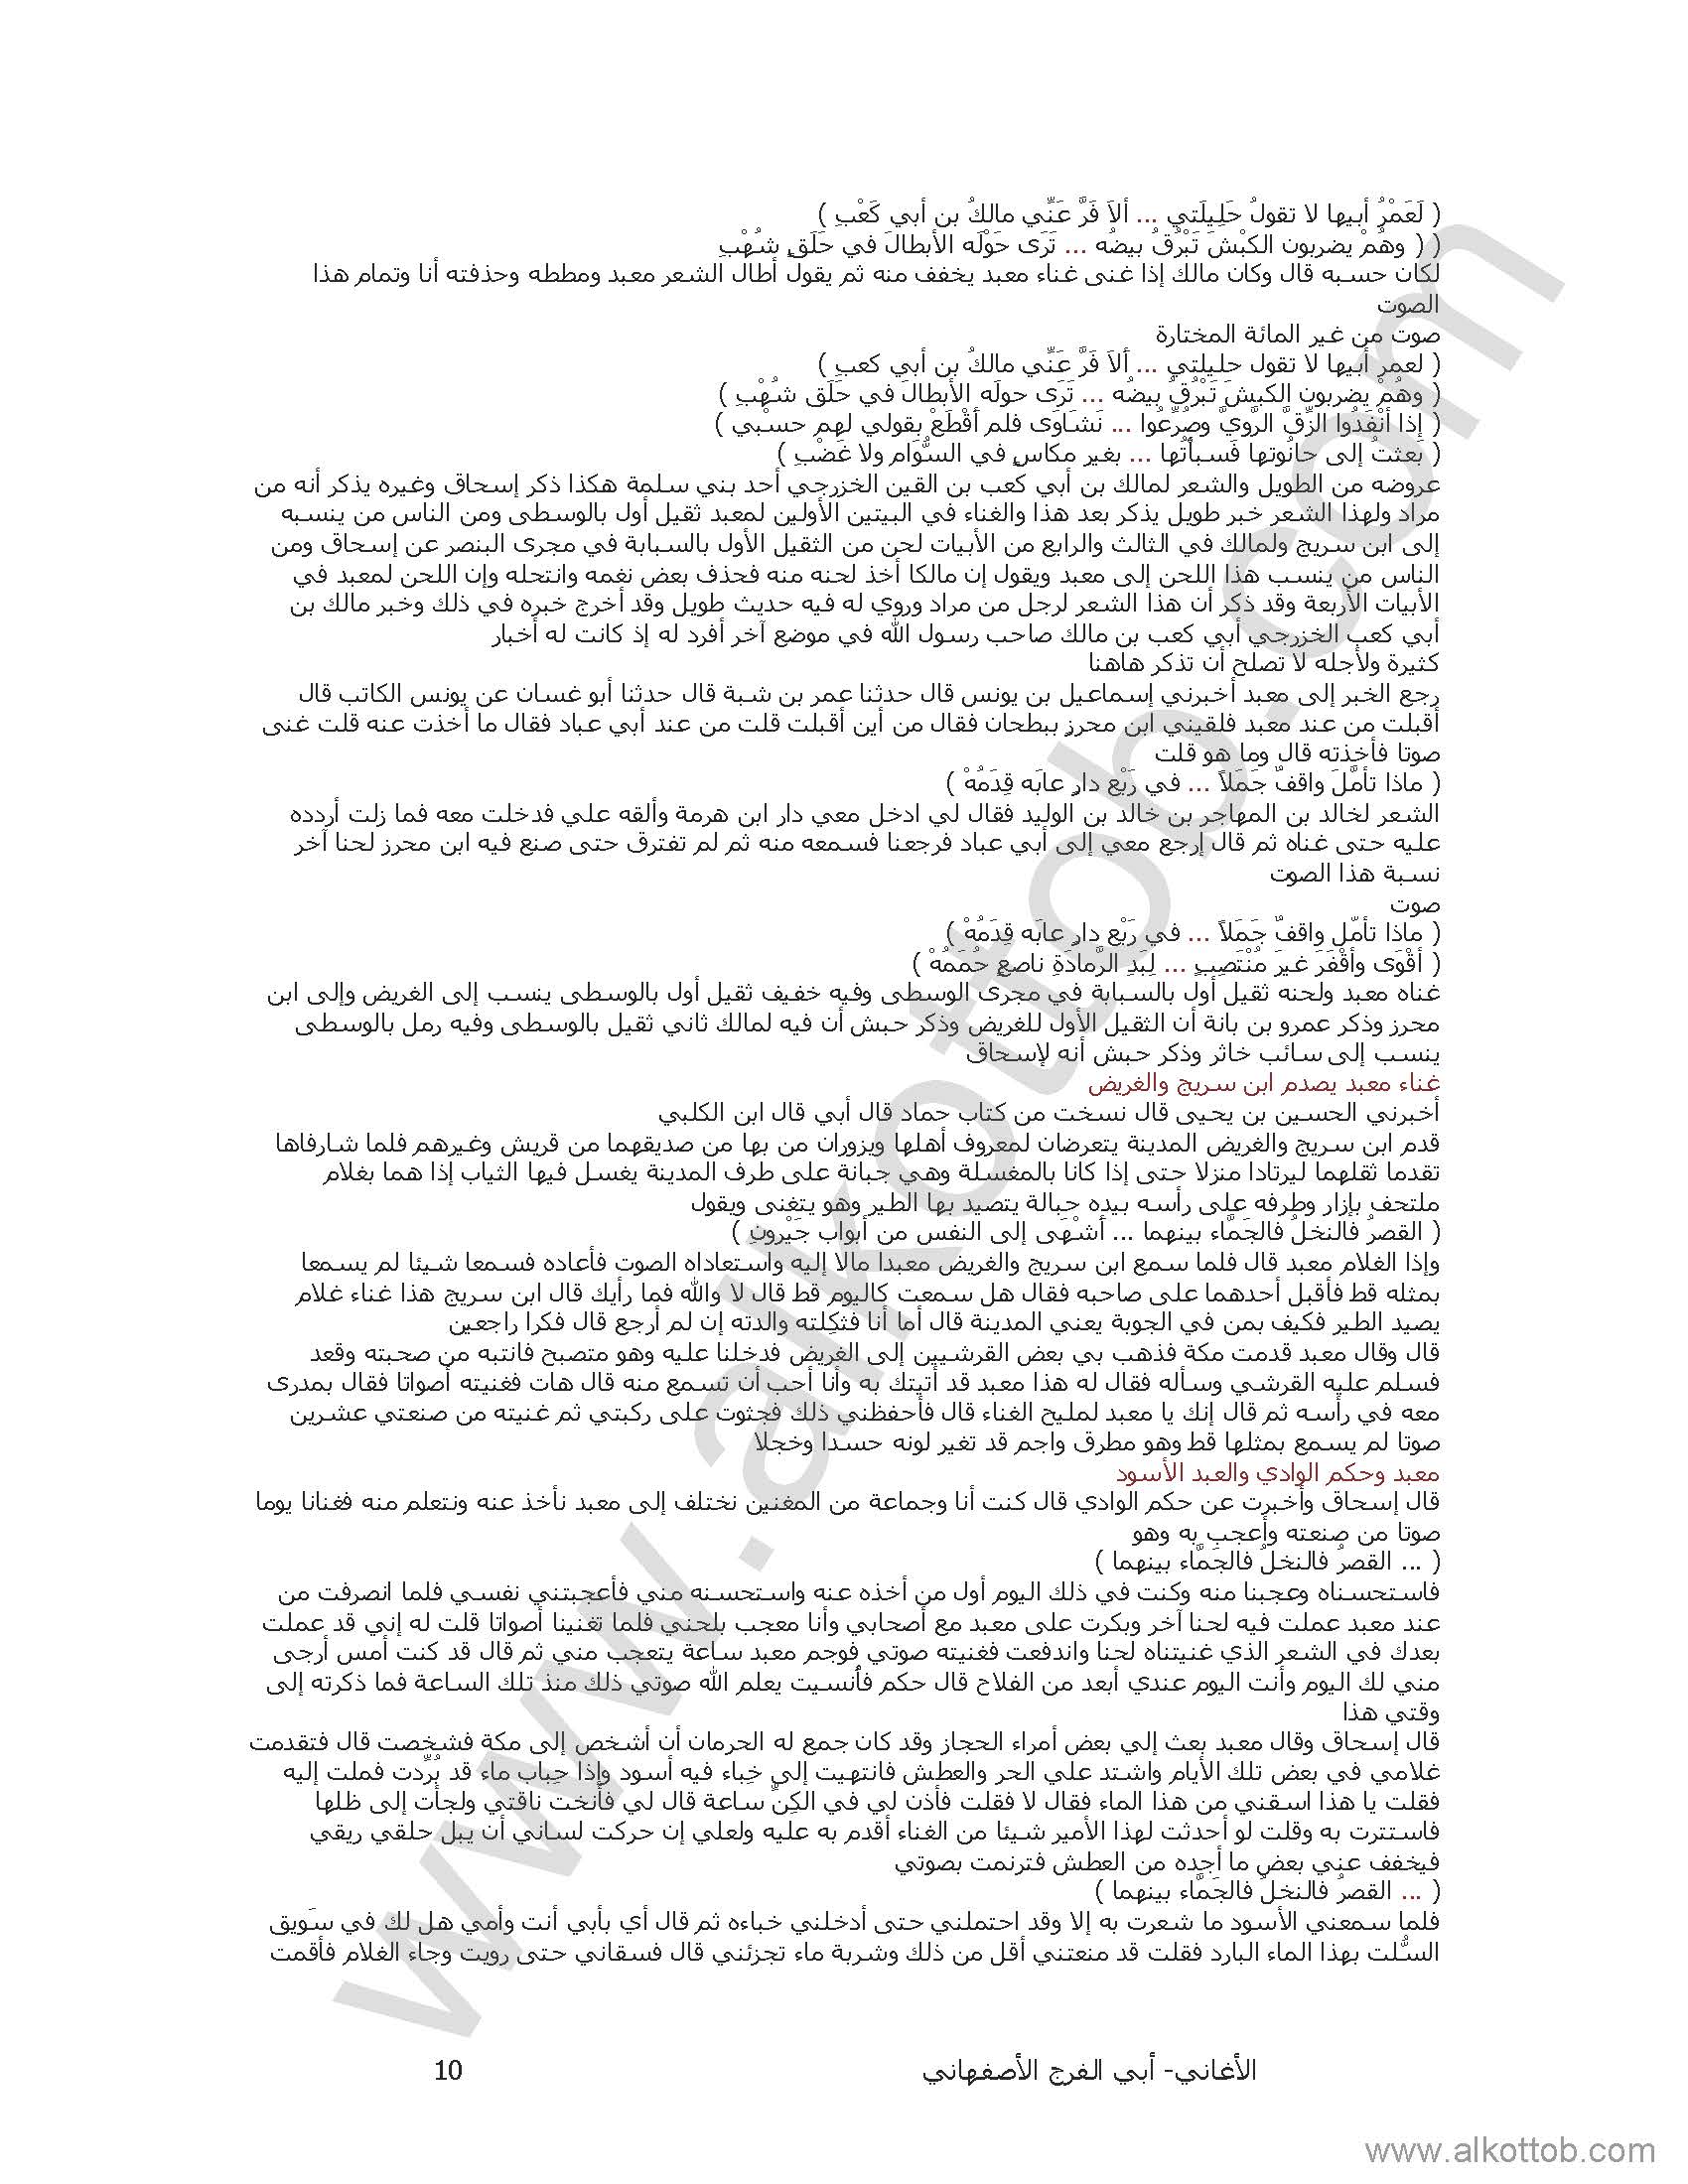 ( لَعَمْرُ أبيها لا تقولُ حَلِيلَتي ... ألاَ فَرَّ عَنِّي مالكُ بن أبي كَعْبِ )
( ( وهُمْ يضربون الكبْشَ تَبْرُقُ بيضُه ... تَرَى حَوْلَه الأبطالَ في حَلَقٍ شُهْبِ
لكان حسبه قال وكان مالك إذا غنى غناء معبد يخفف منه ثم يقول أطال الشعر معبد ومططه وحذفته أنا وتمام هذا
الصوت
صوت من غير المائة المختارة
( لعمر أبيها لا تقول حليلتي ... ألاَ فَرَّ عَنِّي مالكُ بن أبي كعبِ )
( وهُمْ يضربون الكبشَ تَبْرُقُ بيضُه ... تَرَى حولَه الأبطالَ في حَلَق شُهْبِ )
( إذا أنْفَدُوا الزِّقَّ الرَّويَّ وصُرِّعُوا ... نَشَاوَى فلم أَقْطَعْ بقولي لهم حسْبي )
( بَعثتُ إلى حانُوتها فَسبأتُها ... بغير مكاسٍ في السُّوَام ولا غَصْبِ )
عروضه من الطويل والشعر لمالك بن أبي كعب بن القين الخزرجي أحد بني سلمة هكذا ذكر إسحاق وغيره يذكر أنه من
مراد ولهذا الشعر خبر طويل يذكر بعد هذا والغناء في البيتين الأولين لمعبد ثقيل أول بالوسطى ومن الناس من ينسبه
إلى ابن سريج ولمالك في الثالث والرابع من الأبيات لحن من الثقيل الأول بالسبابة في مجرى البنصر عن إسحاق ومن
الناس من ينسب هذا اللحن إلى معبد ويقول إن مالكا أخذ لحنه منه فحذف بعض نغمه وانتحله وإن اللحن لمعبد في
الأبيات الأربعة وقد ذكر أن هذا الشعر لرجل من مراد وروي له فيه حديث طويل وقد أخرج خبره في ذلك وخبر مالك بن
أبي كعب الخزرجي أبي كعب بن مالك صاحب رسول الله في موضع آخر أفرد له إذ كانت له أخبار
كثيرة ولأجله لا تصلح أن تذكر هاهنا
رجع الخبر إلى معبد أخبرني إسماعيل بن يونس قال حدثنا عمر بن شبة قال حدثنا أبو غسان عن يونس الكاتب قال
أقبلت من عند معبد فلقيني ابن محرز ببطحان فقال من أين أقبلت قلت من عند أبي عباد فقال ما أخذت عنه قلت غنى
صوتا فأخذته قال وما هو قلت
( ماذا تأمَّلَ واقفٌ جَمَلاً ... في رَبْع دارٍ عابَه قِدَمُهْ )
الشعر لخالد بن المهاجر بن خالد بن الوليد فقال لي ادخل معي دار ابن هرمة وألقه علي فدخلت معه فما زلت أردده
عليه حتى غناه ثم قال إرجع معي إلى أبي عباد فرجعنا فسمعه منه ثم لم تفترق حتى صنع فيه ابن محرز لحنا آخر
نسبة هذا الصوت
صوت
( ماذا تأمّل واقفٌ جَمَلاً ... في رَبْع دارٍ عابَه قِدَمُهْ )
( أقْوَى وأقْفَرَ غيرَ مُنْتَصِبٍ ... لِبَدِ الرَّمادَةِ ناصعٍ حُمَمُهْ )
غناه معبد ولحنه ثقيل أول بالسبابة في مجرى الوسطى وفيه خفيف ثقيل أول بالوسطى ينسب إلى الغريض وإلى ابن
محرز وذكر عمرو بن بانة أن الثقيل الأول للغريض وذكر حبش أن فيه لمالك ثاني ثقيل بالوسطى وفيه رمل بالوسطى
ينسب إلى سائب خاثر وذكر حبش أنه لإسحاق
غناء معبد يصدم ابن سريج والغريض
أخبرني الحسين بن يحيى قال نسخت من كتاب حماد قال أبي قال ابن الكلبي
قدم ابن سريج والغريض المدينة يتعرضان لمعروف أهلها ويزوران من بها من صديقهما من قريش وغيرهم فلما شارفاها
تقدما ثقلهما ليرتادا منزلا حتى إذا كانا بالمغسلة وهي جبانة على طرف المدينة يغسل فيها الثياب إذا هما بغلام
ملتحف بإزار وطرفه على رأسه بيده حبالة يتصيد بها الطير وهو يتغنى ويقول
( القصرُ فالنخلُ فالجَمَّاء بينهما ... أَشْهَى إلى النفس من أبواب جَيْرونِ )
وإذا الغلام معبد قال فلما سمع ابن سريج والغريض معبدا مالا إليه واستعاداه الصوت فأعاده فسمعا شيئا لم يسمعا
بمثله قط فأقبل أحدهما على صاحبه فقال هل سمعت كاليوم قط قال لا والله فما رأيك قال ابن سريج هذا غناء غلام
يصيد الطير فكيف بمن في الجوبة يعني المدينة قال أما أنا فثكلته والدته إن لم أرجع قال فكرا راجعين
قال وقال معبد قدمت مكة فذهب بي بعض القرشيين إلى الغريض فدخلنا عليه وهو متصبح فانتبه من صحبته وقعد
فسلم عليه القرشي وسأله فقال له هذا معبد قد أتيتك به وأنا أحب أن تسمع منه قال هات فغنيته أصواتا فقال بمدرى
معه في رأسه ثم قال إنك يا معبد لمليح الغناء قال فأحفظني ذلك فجثوت على ركبتي ثم غنيته من صنعتي عشرين
صوتا لم يسمع بمثلها قط وهو مطرق واجم قد تغير لونه حسدا وخجلا
معبد وحكم الوادي والعبد الأسود
قال إسحاق وأخبرت عن حكم الوادي قال كنت أنا وجماعة من المغنين نختلف إلى معبد نأخذ عنه ونتعلم منه فغنانا يوما
صوتا من صنعته وأعجب به وهو
( ... القصرُ فالنخلُ فالجَمَّاء بينهما )
فاستحسناه وعجبنا منه وكنت في ذلك اليوم أول من أخذه عنه واستحسنه مني فأعجبتني نفسي فلما انصرفت من
عند معبد عملت فيه لحنا آخر وبكرت على معبد مع أصحابي وأنا معجب بلحني فلما تغنينا أصواتا قلت له إني قد عملت
بعدك في الشعر الذي غنيتناه لحنا واندفعت فغنيته صوتي فوجم معبد ساعة يتعجب مني ثم قال قد كنت أمس أرجى
مني لك اليوم وأنت اليوم عندي أبعد من الفلاح قال حكم فأُنسيت يعلم الله صوتي ذلك منذ تلك الساعة فما ذكرته إلى
وقتي هذا
قال إسحاق وقال معبد بعث إلي بعض أمراء الحجاز وقد كان جمع له الحرمان أن أشخص إلى مكة فشخصت قال فتقدمت
غلامي في بعض تلك الأيام واشتد علي الحر والعطش فانتهيت إلى خِباء فيه أسود وإذا حِباب ماء قد بُرِّدت فملت إليه
فقلت يا هذا اسقني من هذا الماء فقال لا فقلت فأذن لي في الكِنِّ ساعة قال لي فأنخت ناقتي ولجأت إلى ظلها
فاستترت به وقلت لو أحدثت لهذا الأمير شيئا من الغناء أقدم به عليه ولعلي إن حركت لساني أن يبل حلقي ريقي
فيخفف عني بعض ما أجده من العطش فترنمت بصوتي
( ... القصرُ فالنخلُ فالجَمَّاء بينهما )
فلما سمعني الأسود ما شعرت به إلا وقد احتملني حتى أدخلني خباءه ثم قال أي بأبي أنت وأمي هل لك في سَويق
السُّلت بهذا الماء البارد فقلت قد منعتني أقل من ذلك وشربة ماء تجزئني قال فسقاني حتى رويت وجاء الغلام فأقمت
الأغاني- أبي الفرج الأصفهاني 10
www.alkottob.com
www.alkottob.com